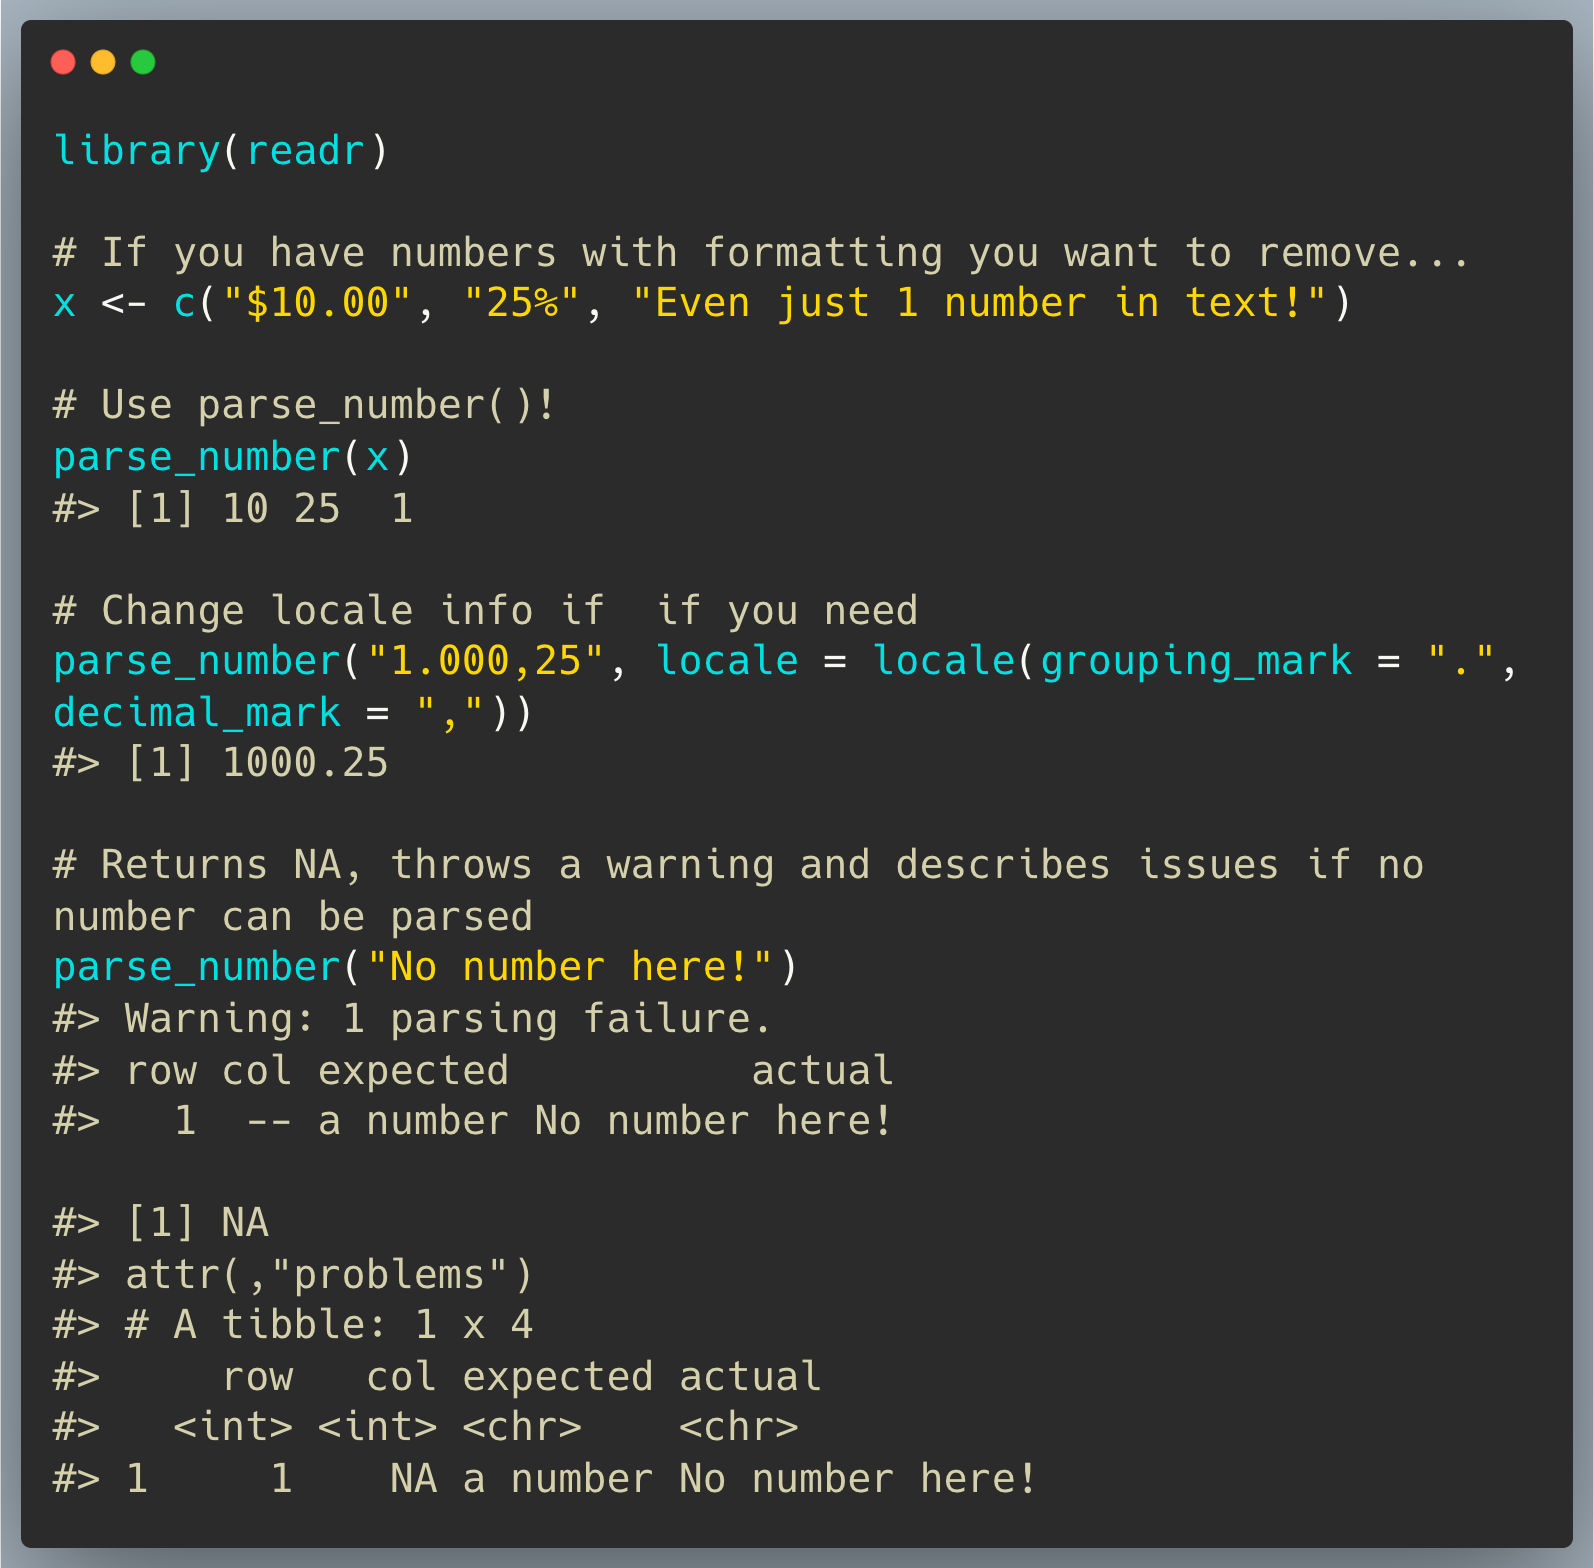 library(readr)
# If you have numbers with formatting you want to remove...
x <- c("$10.00", "25%", "Even just 1 number in text!")
# Use parse_number()!
parse_number(x)
#> [1] 10 25  1
# Change locale info if  if you need
parse_number("1.000,25", locale = locale(grouping_mark = ".",
decimal_mark = ","))
#> [1] 1000.25
# Returns NA, throws a warning and describes issues if no
number can be parsed
parse_number("No number here!")
#> Warning: 1 parsing failure.
#> row col expected          actual
#>   1  -- a number No number here!
#> [1] NA
#> attr(,"problems")
#> # A tibble: 1 x 4
#>     row   col expected actual
#>   <int> <int> <chr>    <chr>
#> 1     1    NA a number No number here!